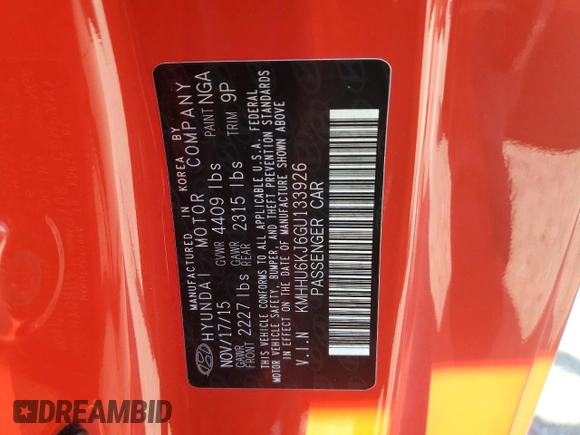 MANUFACTURED IN KOREA BY
HYUNDAI MOTOR COMPANY
NOV/17/15 GVWR 4409 lbs PAINT NGA
GAWR FRONT 2227 lbs GAWR REAR 2315 lbs TRIM 9P
THIS VEHICLE CONFORMS TO ALL APPLICABLE U.S.A. FEDERAL
MOTOR VEHICLE SAFETY, BUMPER, AND THEFT PREVENTION STANDARDS
IN EFFECT ON THE DATE OF MANUFACTURE SHOWN ABOVE
V.I.N KMHHU6KJ6GU133926
PASSENGER CAR
DREAMBID